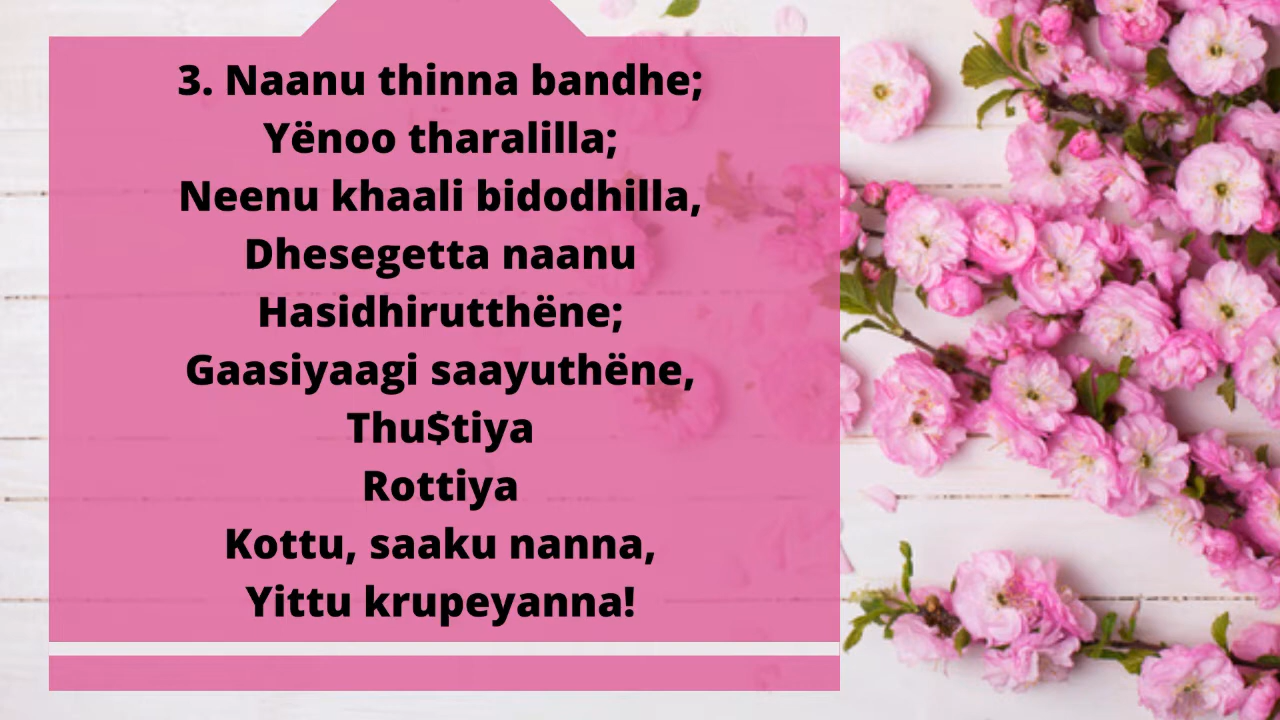 3. Naanu thinna bandhe;
Yënoo tharalilla;
Neenu khaali bidodhilla,
Dhesegetta naanu
Hasidhirutthëne;
Gaasiyaagi saayuthëne,
Thu$tiya
Rottiya
Kottu, saaku nanna,
Yittu krupeyanna!